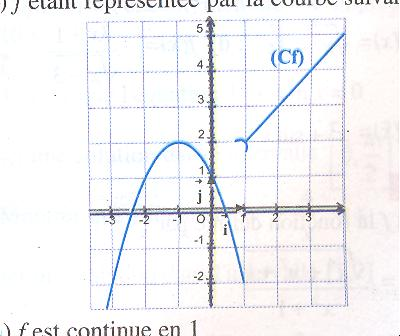 ) f étant représentée par la courbe suivan
5
4
(Cf)
3
2
1
j
-3 -2 -1 O i 1 2 3
-1
-2
) f est continue en 1